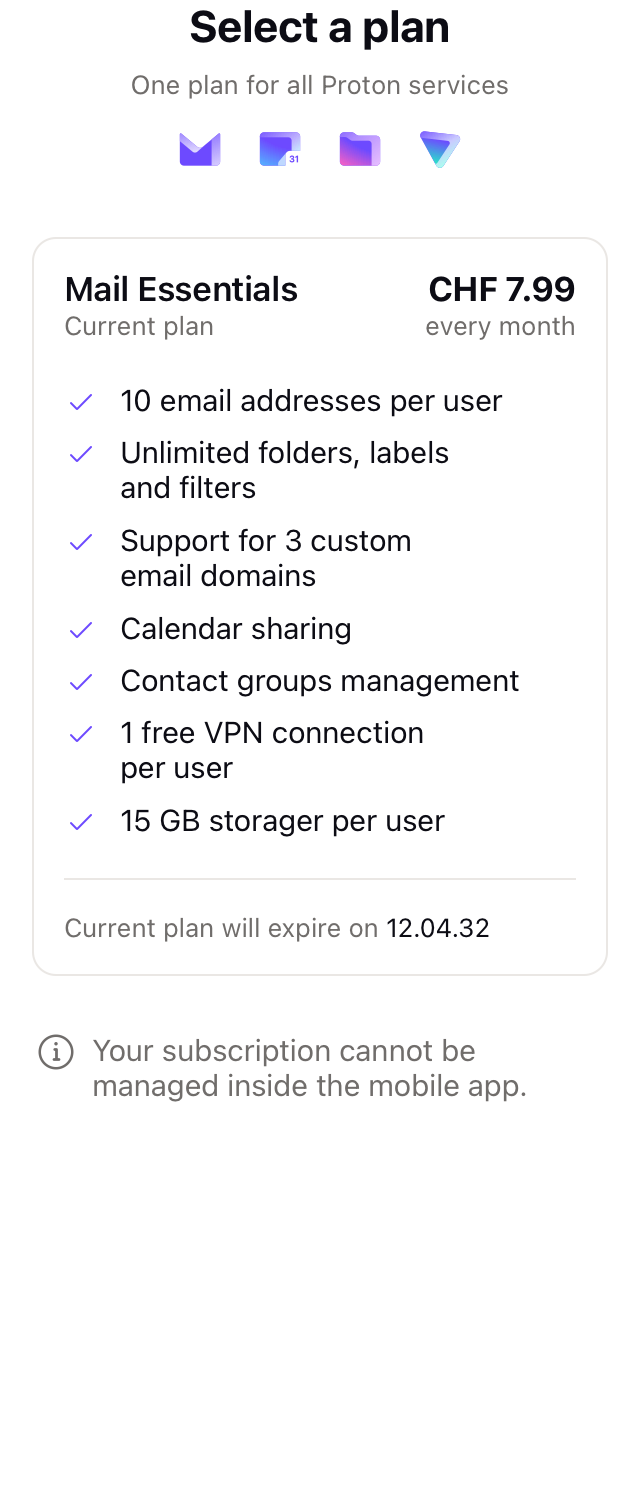 Select a plan
One plan for all Proton services
31
Mail Essentials
CHF 7.99
Current plan
every month
10 email addresses per user
Unlimited folders, labels
and filters
Support for 3 custom
email domains
Calendar sharing
Contact groups management
1 free VPN connection
per user
15 GB storager per user
Current plan will expire on 12.04.32
Your subscription cannot be
managed inside the mobile app.